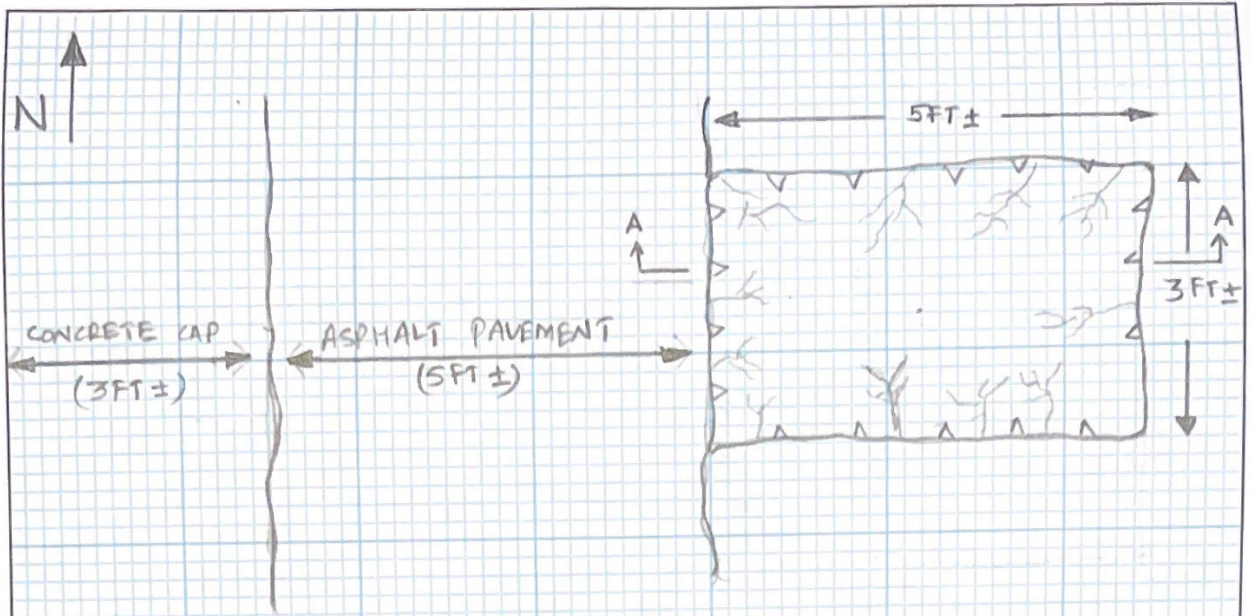 N
5FT±
A
A
3FT±
CONCRETE CAP
(3FT±)
ASPHALT PAVEMENT
(5FT±)